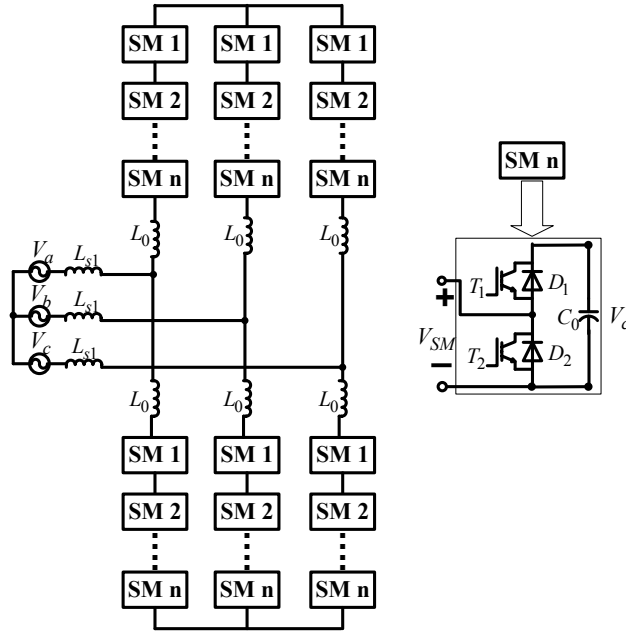 SM 1 SM 1 SM 1
SM 2 SM 2 SM 2
SM n SM n SM n
SM n
L0 L0 L0
Va Ls1
Vb Ls1
Vc Ls1
T1 D1
C0 Vc
+
VSM
T2 D2
−
L0 L0 L0
SM 1 SM 1 SM 1
SM 2 SM 2 SM 2
SM n SM n SM n